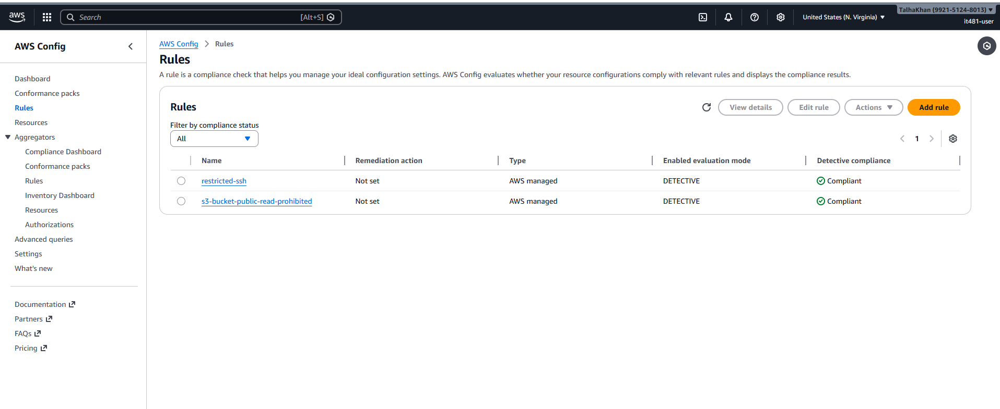 aws
Search
[Alt+S]
United States (N. Virginia)
TalhaKhan (9921-5124-8013)
it481-user
AWS Config
Dashboard
Conformance packs
Rules
Resources
Aggregators
Compliance Dashboard
Conformance packs
Rules
Inventory Dashboard
Resources
Authorizations
Advanced queries
Settings
What's new
Documentation
Partners
FAQs
Pricing
AWS Config > Rules
Rules
A rule is a compliance check that helps you manage your ideal configuration settings. AWS Config evaluates whether your resource configurations comply with relevant rules and displays the compliance results.
Rules
View details
Edit rule
Actions
Add rule
Filter by compliance status
All
1
Name Remediation action Type Enabled evaluation mode Detective compliance
restricted-ssh Not set AWS managed DETECTIVE Compliant
s3-bucket-public-read-prohibited Not set AWS managed DETECTIVE Compliant